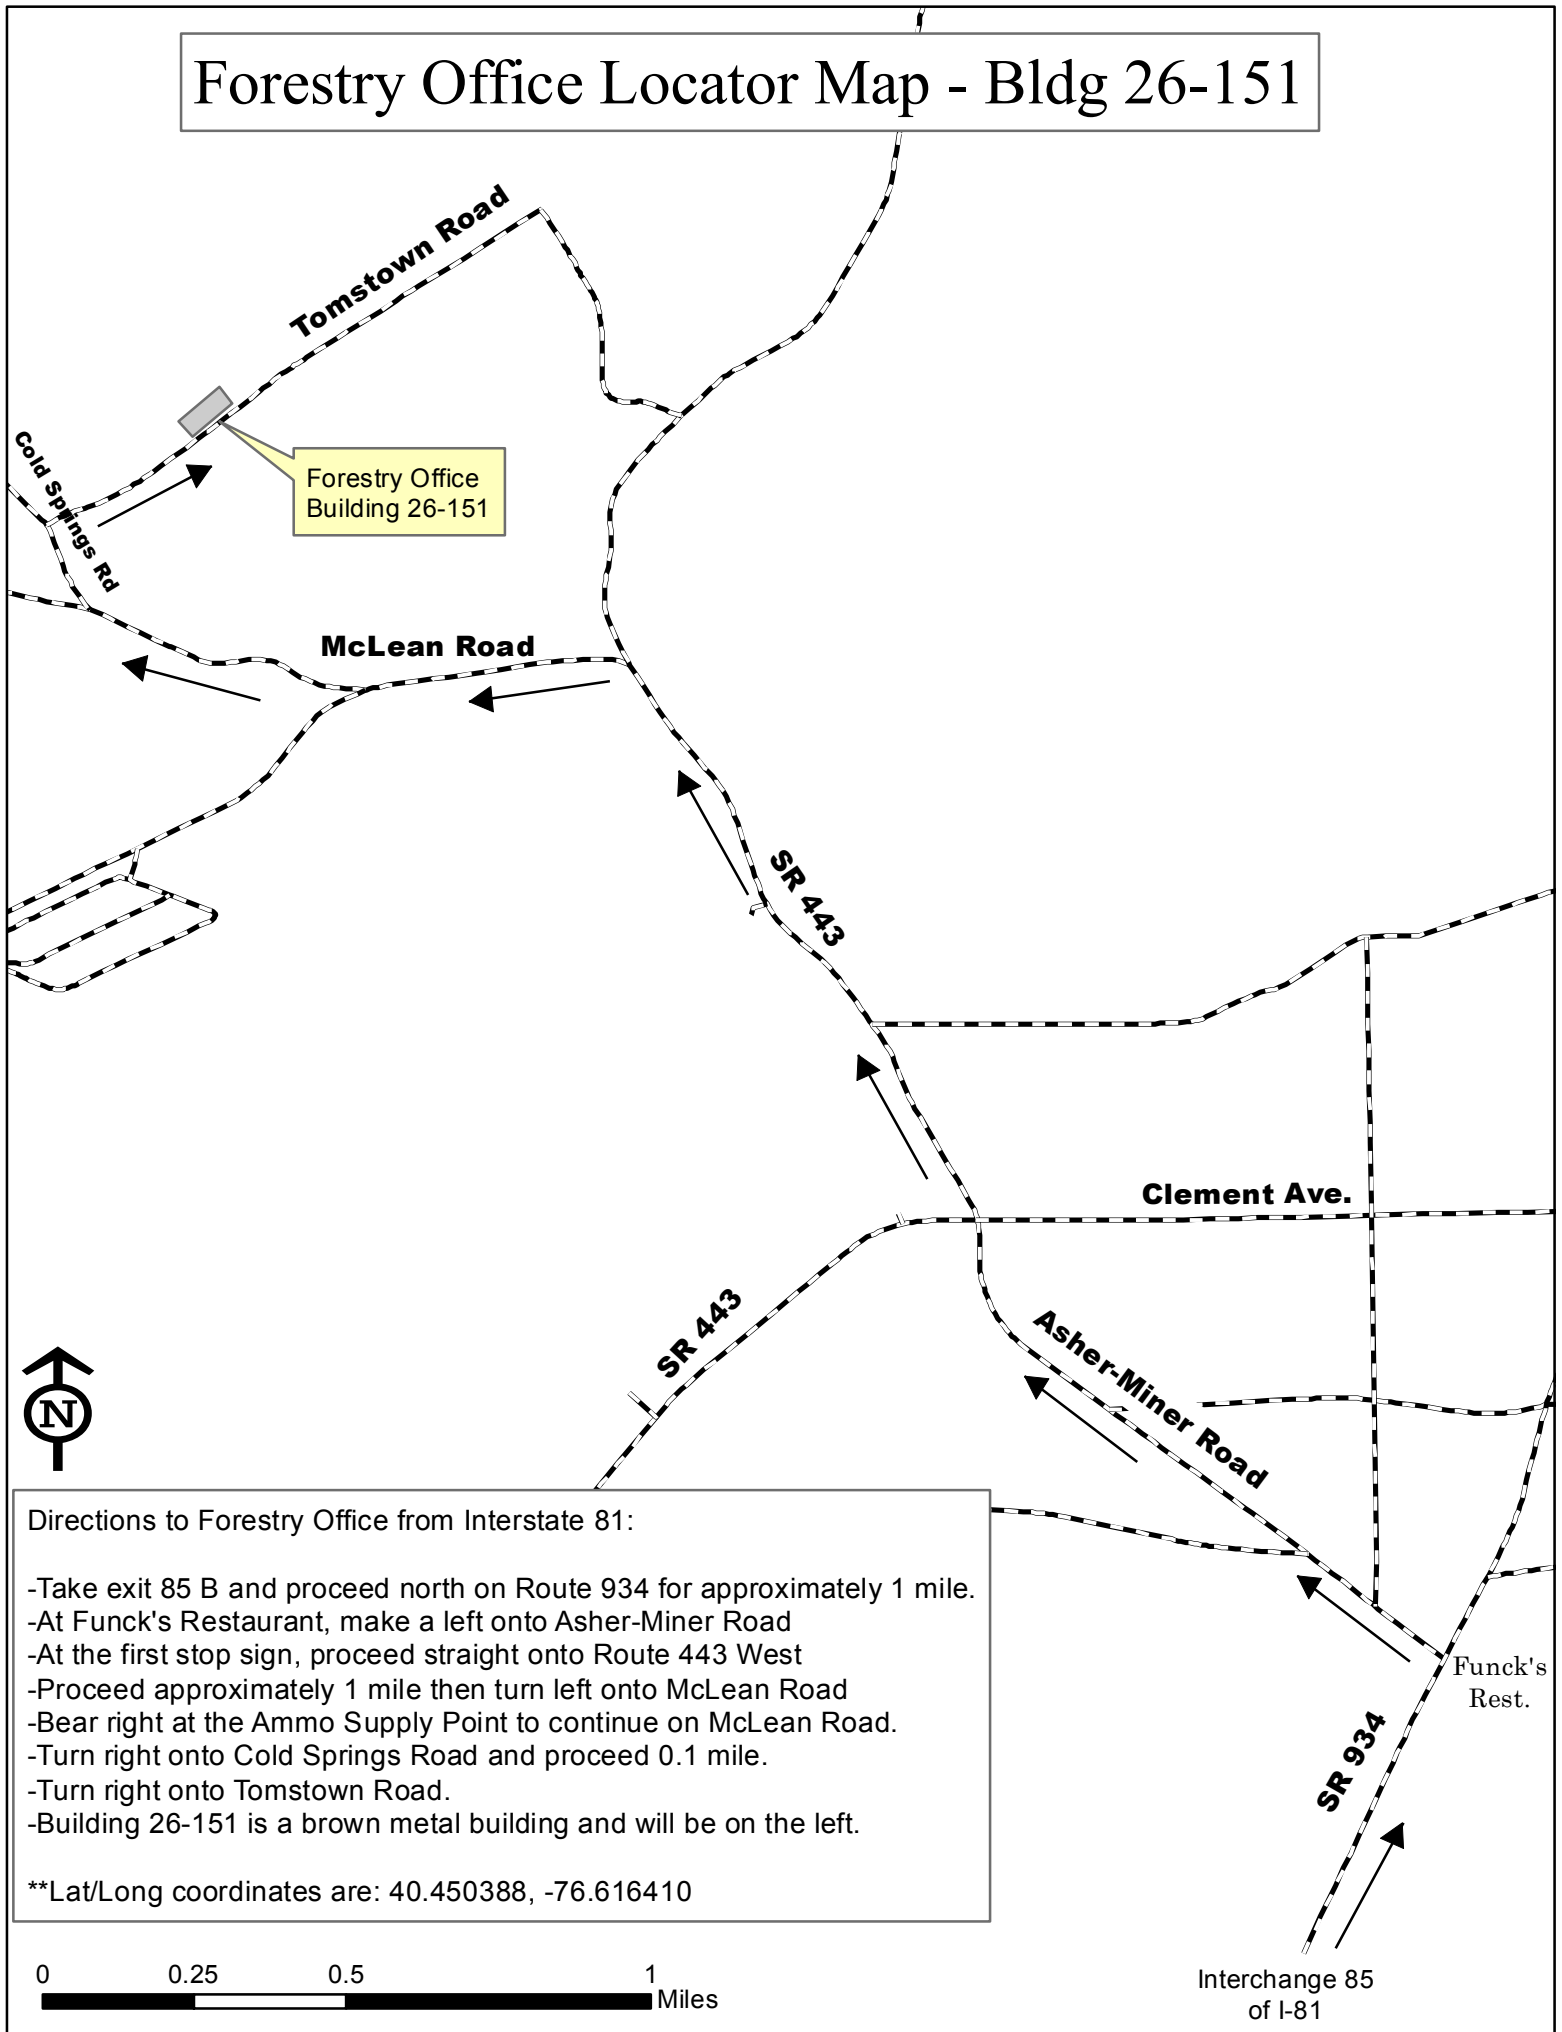 Forestry Office Locator Map - Bldg 26-151
Tomstown Road
Cold Springs Rd
Forestry Office
Building 26-151
McLean Road
SR 443
Clement Ave.
SR 443
Asher-Miner Road
N
Directions to Forestry Office from Interstate 81:
-Take exit 85 B and proceed north on Route 934 for approximately 1 mile.
-At Funck's Restaurant, make a left onto Asher-Miner Road
-At the first stop sign, proceed straight onto Route 443 West
-Proceed approximately 1 mile then turn left onto McLean Road
-Bear right at the Ammo Supply Point to continue on McLean Road.
-Turn right onto Cold Springs Road and proceed 0.1 mile.
-Turn right onto Tomstown Road.
-Building 26-151 is a brown metal building and will be on the left.
**Lat/Long coordinates are: 40.450388, -76.616410
Funck's
Rest.
SR 934
0 0.25 0.5 1
Miles
Interchange 85
of I-81